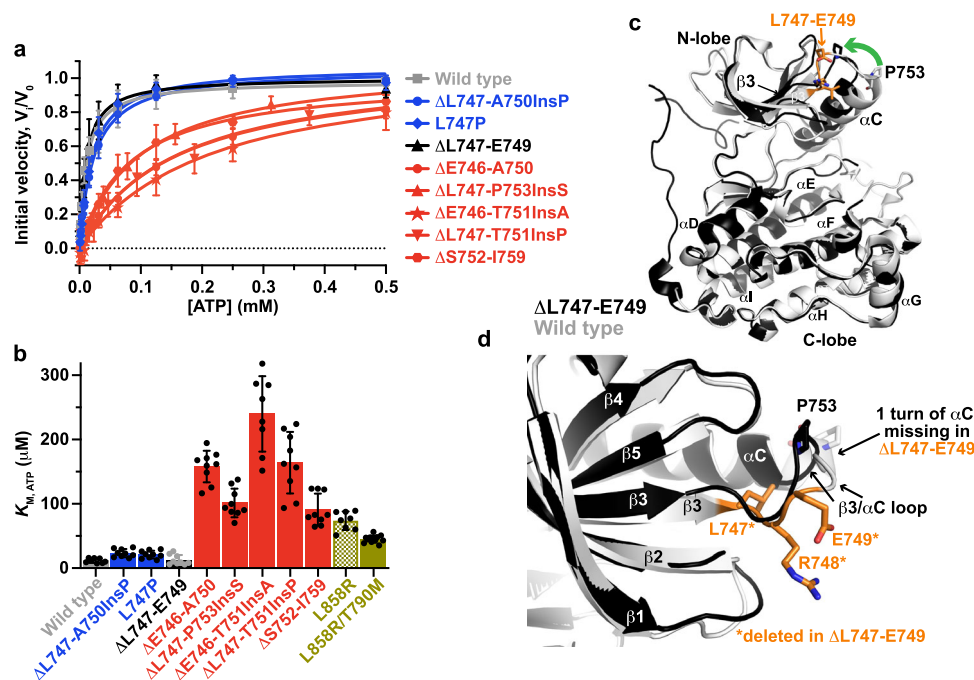 a
Initial velocity, Vi/V0
1.0
0.8
0.6
0.4
0.2
0.0
0.0
0.1
0.2
0.3
0.4
0.5
[ATP] (mM)
Wild type
ΔL747-A750InsP
L747P
ΔL747-E749
ΔE746-A750
ΔL747-P753InsS
ΔE746-T751InsA
ΔL747-T751InsP
ΔS752-I759
b
KM, ATP (μM)
300
200
100
0
Wild type
ΔL747-A750InsP
L747P
ΔL747-E749
ΔE746-A750
ΔL747-P753InsS
ΔE746-T751InsA
ΔL747-T751InsP
ΔS752-I759
L858R
L858R/T790M
c
L747-E749
N-lobe
P753
β3
αC
αE
αD
αF
αI
αH
αG
C-lobe
ΔL747-E749
Wild type
d
β4
P753
1 turn of αC
missing in
ΔL747-E749
β5
αC
β3
β3
β3/αC loop
L747*
E749*
R748*
β2
β1
*deleted in ΔL747-E749